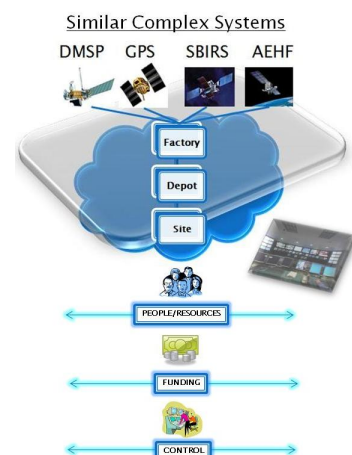 Similar Complex Systems
DMSP GPS SBIRS AEHF
Factory
Depot
Site
PEOPLE/RESOURCES
FUNDING
CONTROL